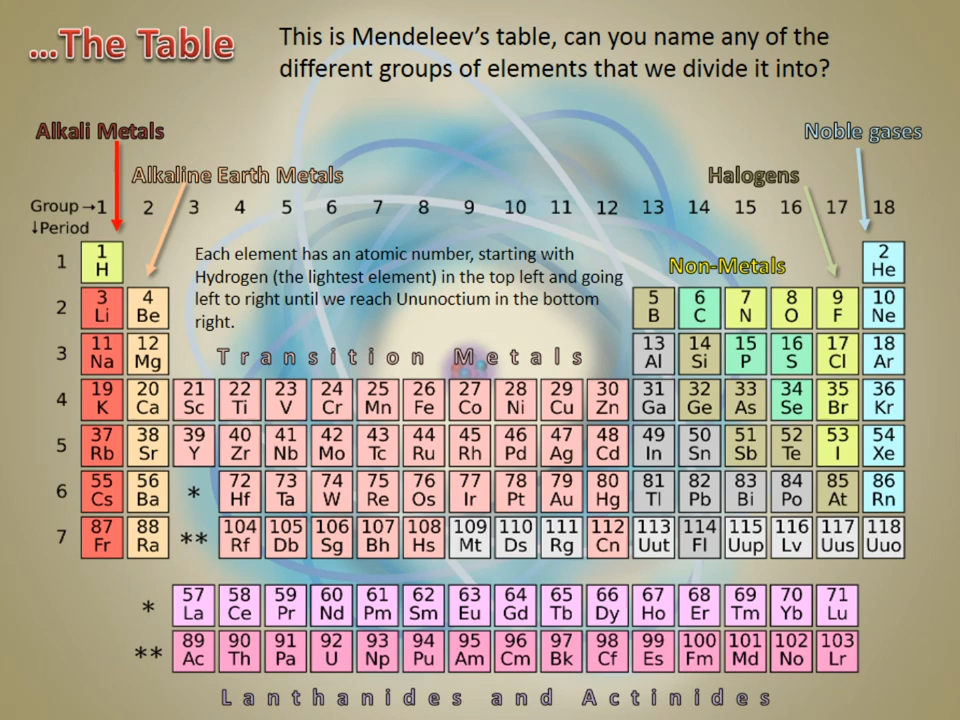 ...The Table
This is Mendeleev's table, can you name any of the
different groups of elements that we divide it into?
Alkali Metals
Noble gases
Alkaline Earth Metals
Halogens
Group →1 2 3 4 5 6 7 8 9 10 11 12 13 14 15 16 17 18
↓Period
Each element has an atomic number, starting with
Hydrogen (the lightest element) in the top left and going
left to right until we reach Ununoctium in the bottom
right.
Non-Metals
1 1 2
H He
2 3 4 5 6 7 8 9 10
Li Be B C N O F Ne
3 11 12 13 14 15 16 17 18
Na Mg Al Si P S Cl Ar
Transition Metals
4 19 20 21 22 23 24 25 26 27 28 29 30 31 32 33 34 35 36
K Ca Sc Ti V Cr Mn Fe Co Ni Cu Zn Ga Ge As Se Br Kr
5 37 38 39 40 41 42 43 44 45 46 47 48 49 50 51 52 53 54
Rb Sr Y Zr Nb Mo Tc Ru Rh Pd Ag Cd In Sn Sb Te I Xe
6 55 56 * 72 73 74 75 76 77 78 79 80 81 82 83 84 85 86
Cs Ba Hf Ta W Re Os Ir Pt Au Hg Tl Pb Bi Po At Rn
7 87 88 ** 104 105 106 107 108 109 110 111 112 113 114 115 116 117 118
Fr Ra Rf Db Sg Bh Hs Mt Ds Rg Cn Uut Fl Uup Lv Uus Uuo
* 57 58 59 60 61 62 63 64 65 66 67 68 69 70 71
La Ce Pr Nd Pm Sm Eu Gd Tb Dy Ho Er Tm Yb Lu
** 89 90 91 92 93 94 95 96 97 98 99 100 101 102 103
Ac Th Pa U Np Pu Am Cm Bk Cf Es Fm Md No Lr
Lanthanides and Actinides